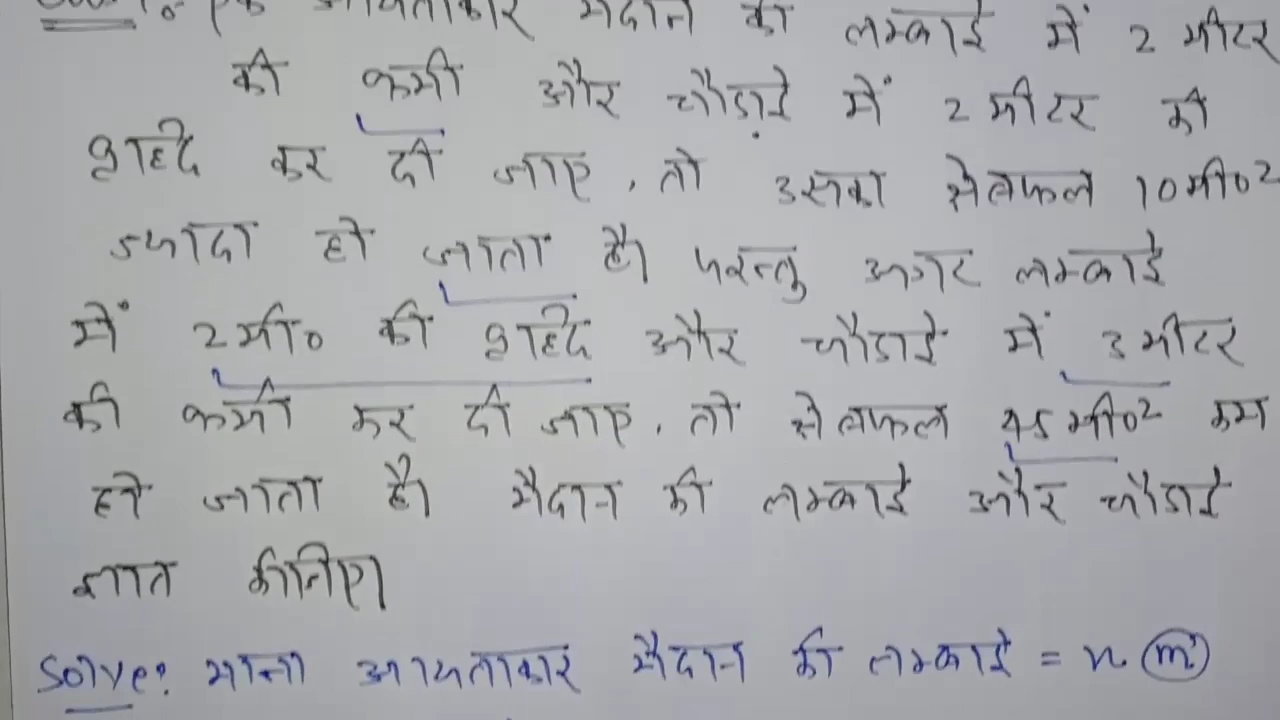 एक आयताकार मैदान की लम्बाई में 2 मीटर
की कमी और चौड़ाई में 2 मीटर की
वृद्धि कर दी जाए, तो उसका क्षेत्रफल 10 मी०²
ज्यादा हो जाता है। परन्तु अगर लम्बाई
में 2 मी० की वृद्धि और चौडाई में 3 मीटर
की कमी कर दी जाए, तो क्षेत्रफल 45 मी०² कम
हो जाता है। मैदान की लम्बाई और चौडाई
ज्ञात कीजिए।
Solve: माना आयताकार मैदान की लम्बाई = x (m)